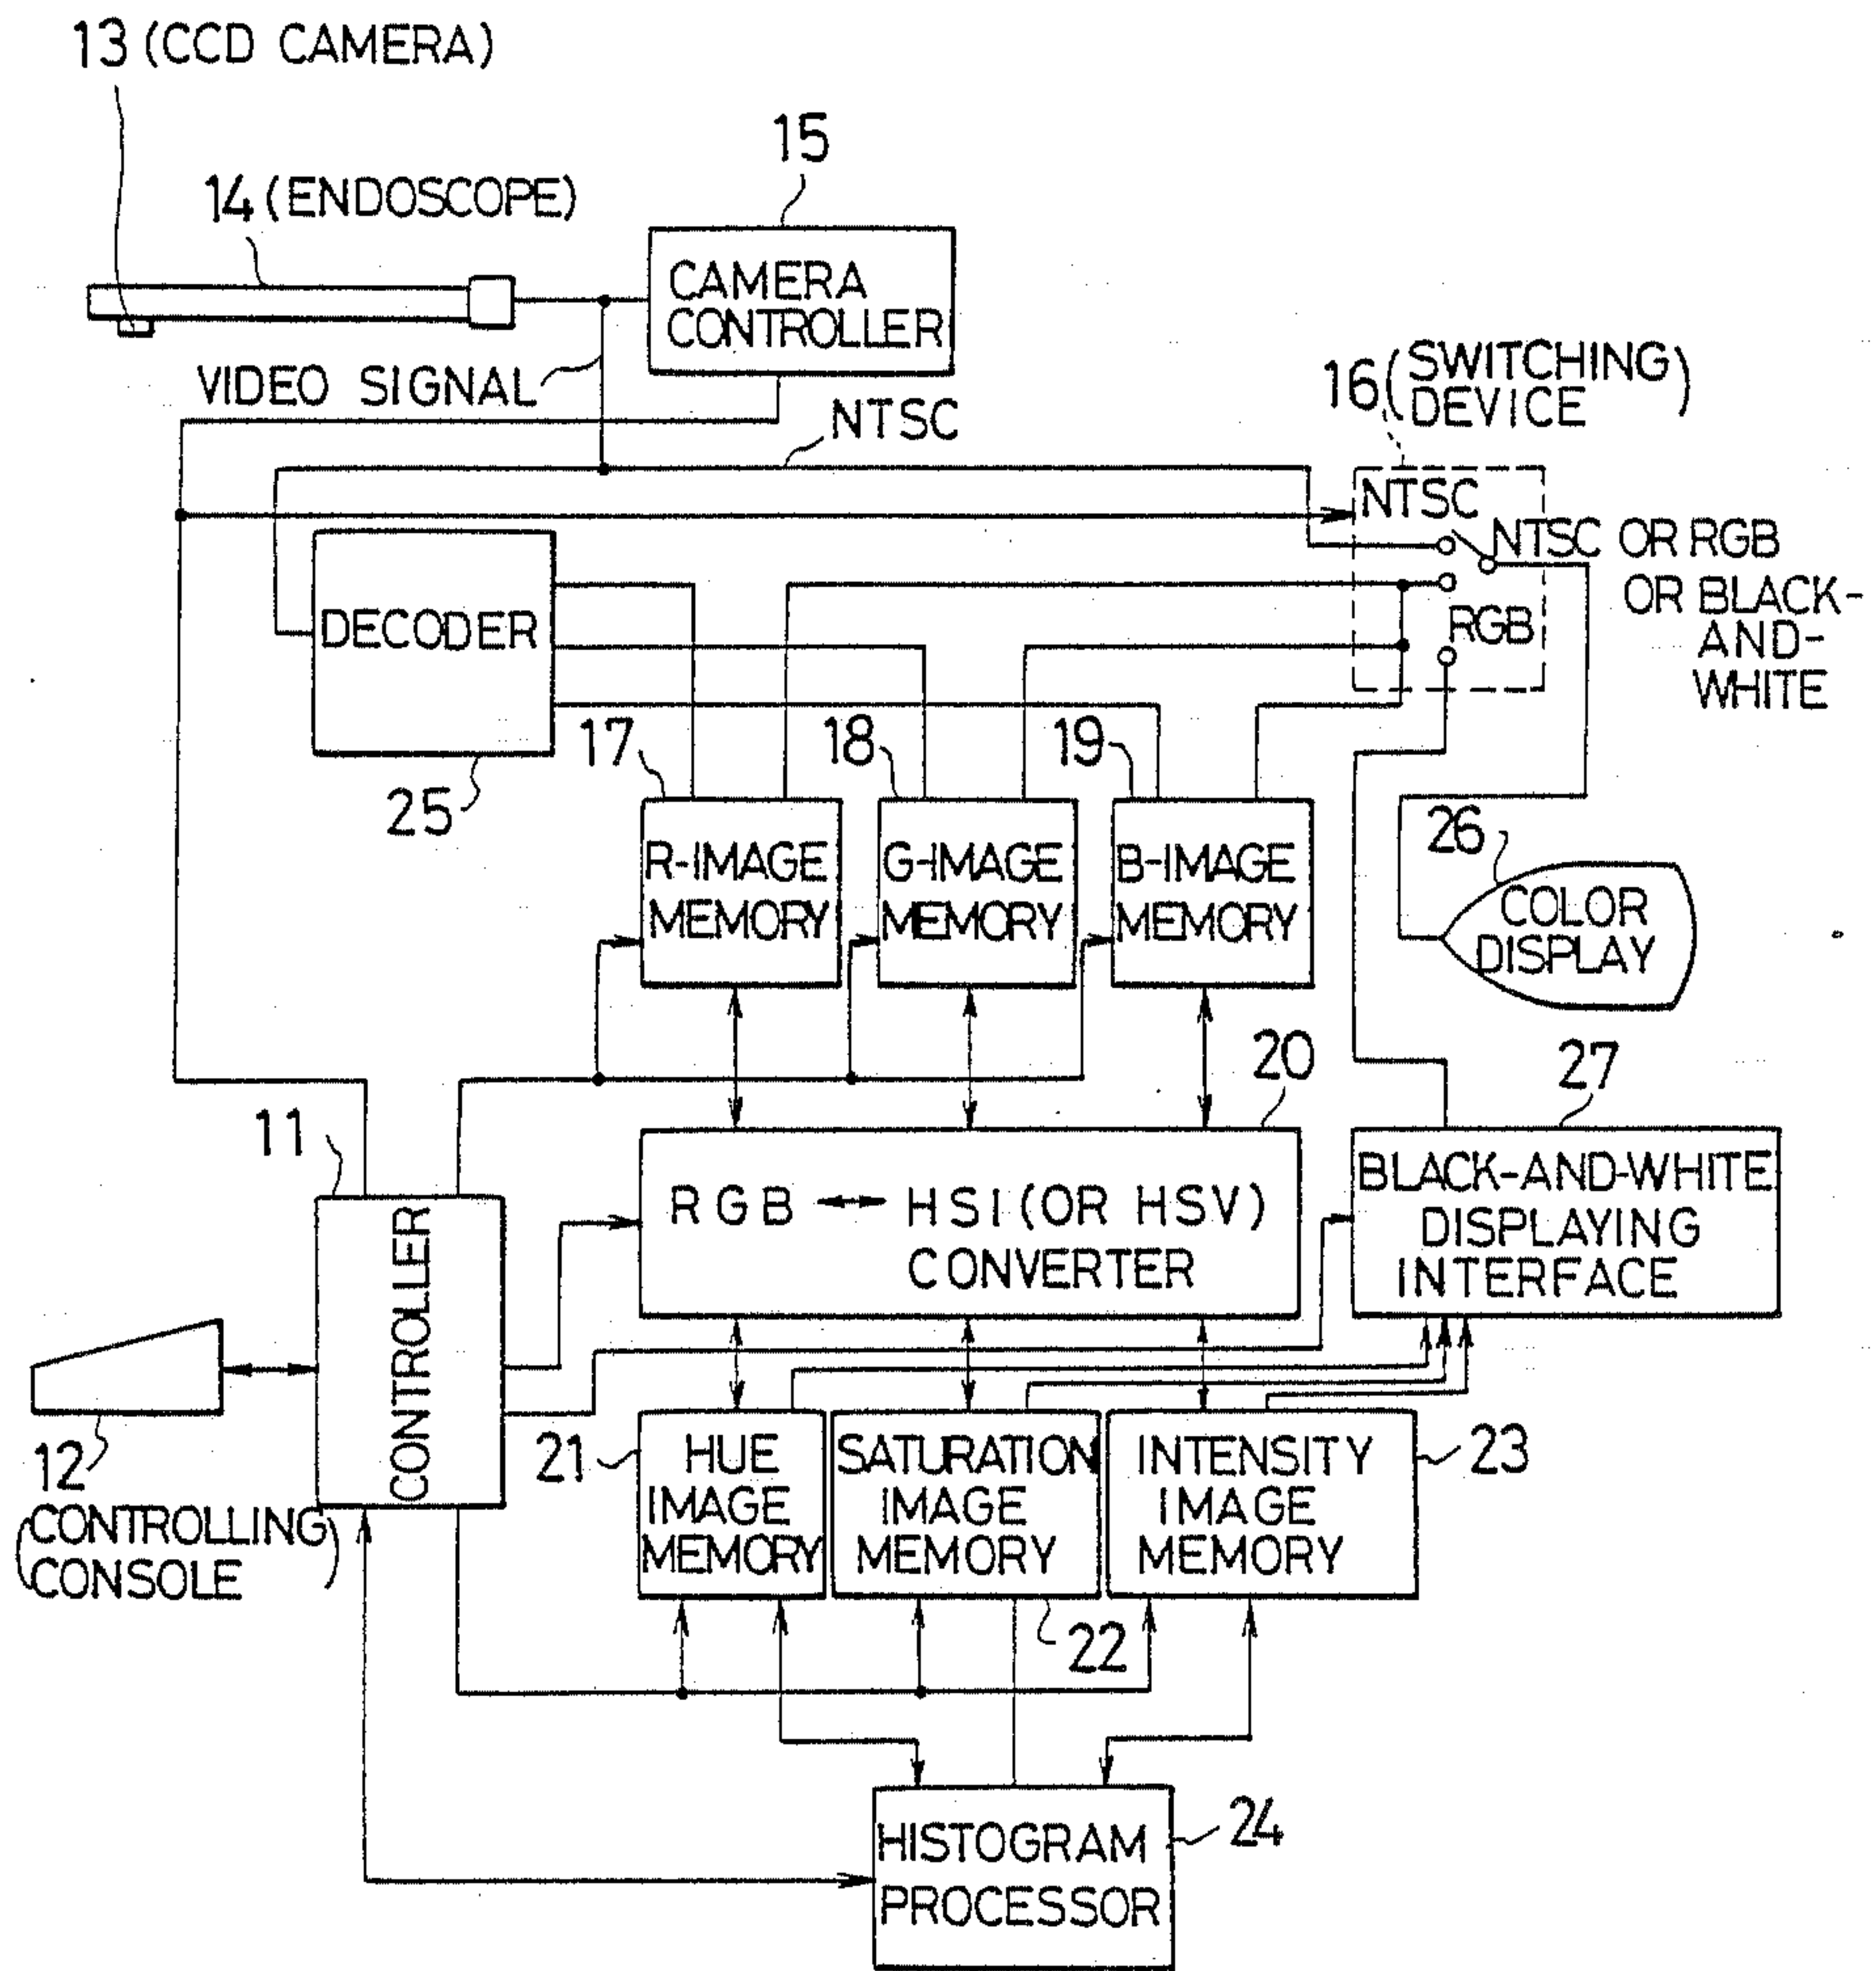 13 (CCD CAMERA)
15
14 (ENDOSCOPE)
CAMERA
CONTROLLER
VIDEO SIGNAL
NTSC
16 (SWITCHING
DEVICE)
NTSC
NTSC OR RGB
OR BLACK-
AND-
WHITE
RGB
DECODER
25
17
18
19
R-IMAGE
MEMORY
G-IMAGE
MEMORY
B-IMAGE
MEMORY
26
COLOR
DISPLAY
20
27
11
RGB ↔ HSI (OR HSV)
CONVERTER
BLACK-AND-WHITE
DISPLAYING
INTERFACE
CONTROLLER
12
(CONTROLLING
CONSOLE)
21
HUE
IMAGE
MEMORY
SATURATION
IMAGE
MEMORY
INTENSITY
IMAGE
MEMORY
23
22
HISTOGRAM
PROCESSOR
24